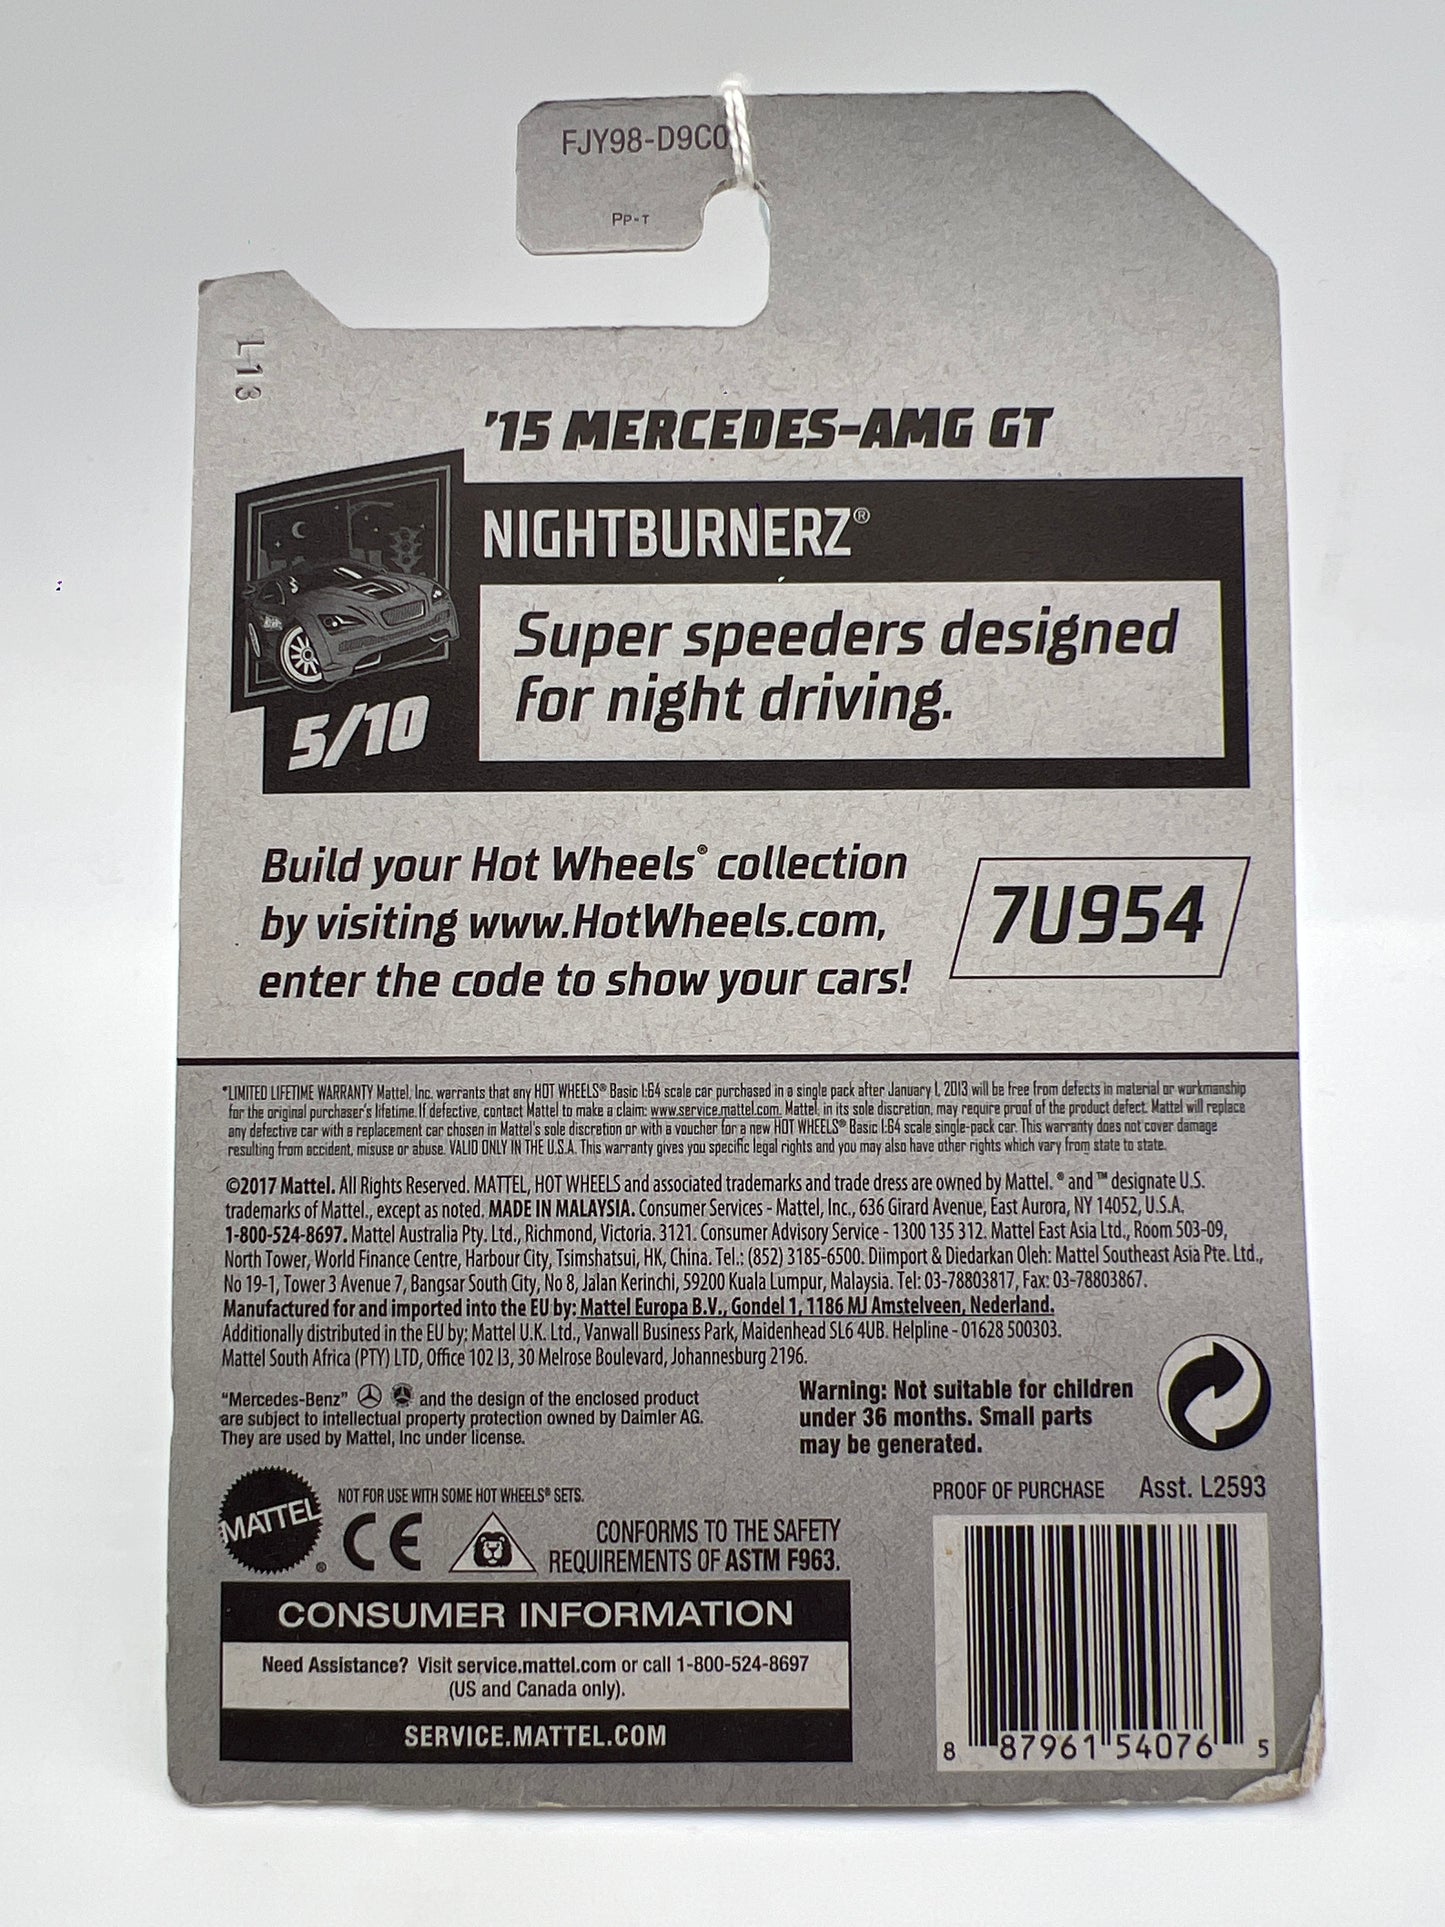 FJY98-D9C0
PP-T
L13
'15 MERCEDES-AMG GT
NIGHTBURNERZ®
Super speeders designed
for night driving.
5/10
Build your Hot Wheels® collection
by visiting www.HotWheels.com,
enter the code to show your cars!
7U954
*LIMITED LIFETIME WARRANTY Mattel, Inc. warrants that any HOT WHEELS® Basic 1:64 scale car purchased in a single pack after January 1, 2013 will be free from defects in material or workmanship
for the original purchaser's lifetime. If defective, contact Mattel to make a claim: www.service.mattel.com. Mattel, in its sole discretion, may require proof of the product defect. Mattel will replace
any defective car with a replacement car chosen in Mattel's sole discretion or with a voucher for a new HOT WHEELS® Basic 1:64 scale single-pack car. This warranty does not cover damage
resulting from accident, misuse or abuse. VALID ONLY IN THE U.S.A. This warranty gives you specific legal rights and you may also have other rights which vary from state to state.
©2017 Mattel. All Rights Reserved. MATTEL, HOT WHEELS and associated trademarks and trade dress are owned by Mattel. ® and ™ designate U.S.
trademarks of Mattel., except as noted. MADE IN MALAYSIA. Consumer Services - Mattel, Inc., 636 Girard Avenue, East Aurora, NY 14052, U.S.A.
1-800-524-8697. Mattel Australia Pty. Ltd., Richmond, Victoria. 3121. Consumer Advisory Service - 1300 135 312. Mattel East Asia Ltd., Room 503-09,
North Tower, World Finance Centre, Harbour City, Tsimshatsui, HK, China. Tel.: (852) 3185-6500. Diimport & Diedarkan Oleh: Mattel Southeast Asia Pte. Ltd.,
No 19-1, Tower 3 Avenue 7, Bangsar South City, No 8, Jalan Kerinchi, 59200 Kuala Lumpur, Malaysia. Tel: 03-78803817, Fax: 03-78803867.
Manufactured for and imported into the EU by: Mattel Europa B.V., Gondel 1, 1186 MJ Amstelveen, Nederland.
Additionally distributed in the EU by: Mattel U.K. Ltd., Vanwall Business Park, Maidenhead SL6 4UB. Helpline - 01628 500303.
Mattel South Africa (PTY) LTD, Office 102 I3, 30 Melrose Boulevard, Johannesburg 2196.
"Mercedes-Benz" and the design of the enclosed product
are subject to intellectual property protection owned by Daimler AG.
They are used by Mattel, Inc under license.
Warning: Not suitable for children
under 36 months. Small parts
may be generated.
MATTEL®
NOT FOR USE WITH SOME HOT WHEELS® SETS.
CE
CONFORMS TO THE SAFETY
REQUIREMENTS OF ASTM F963.
PROOF OF PURCHASE Asst. L2593
CONSUMER INFORMATION
Need Assistance? Visit service.mattel.com or call 1-800-524-8697
(US and Canada only).
SERVICE.MATTEL.COM
8 87961 54076 5